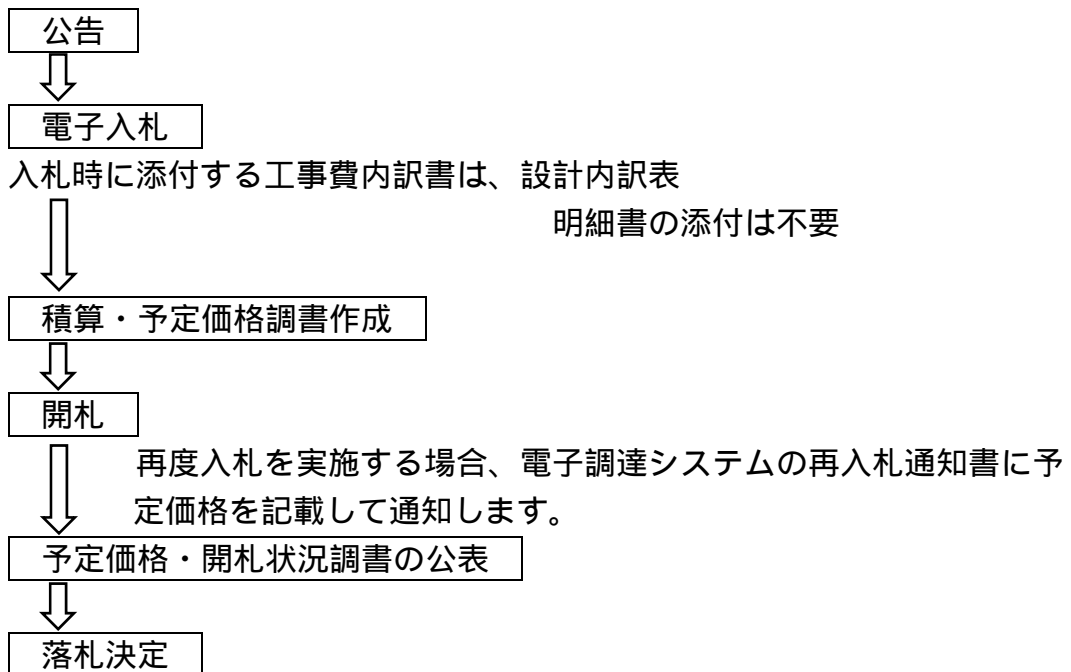 公告
電子入札
入札時に添付する工事費内訳書は、設計内訳表
明細書の添付は不要
積算・予定価格調書作成
開札
再度入札を実施する場合、電子調達システムの再入札通知書に予
定価格を記載して通知します。
予定価格・開札状況調書の公表
落札決定